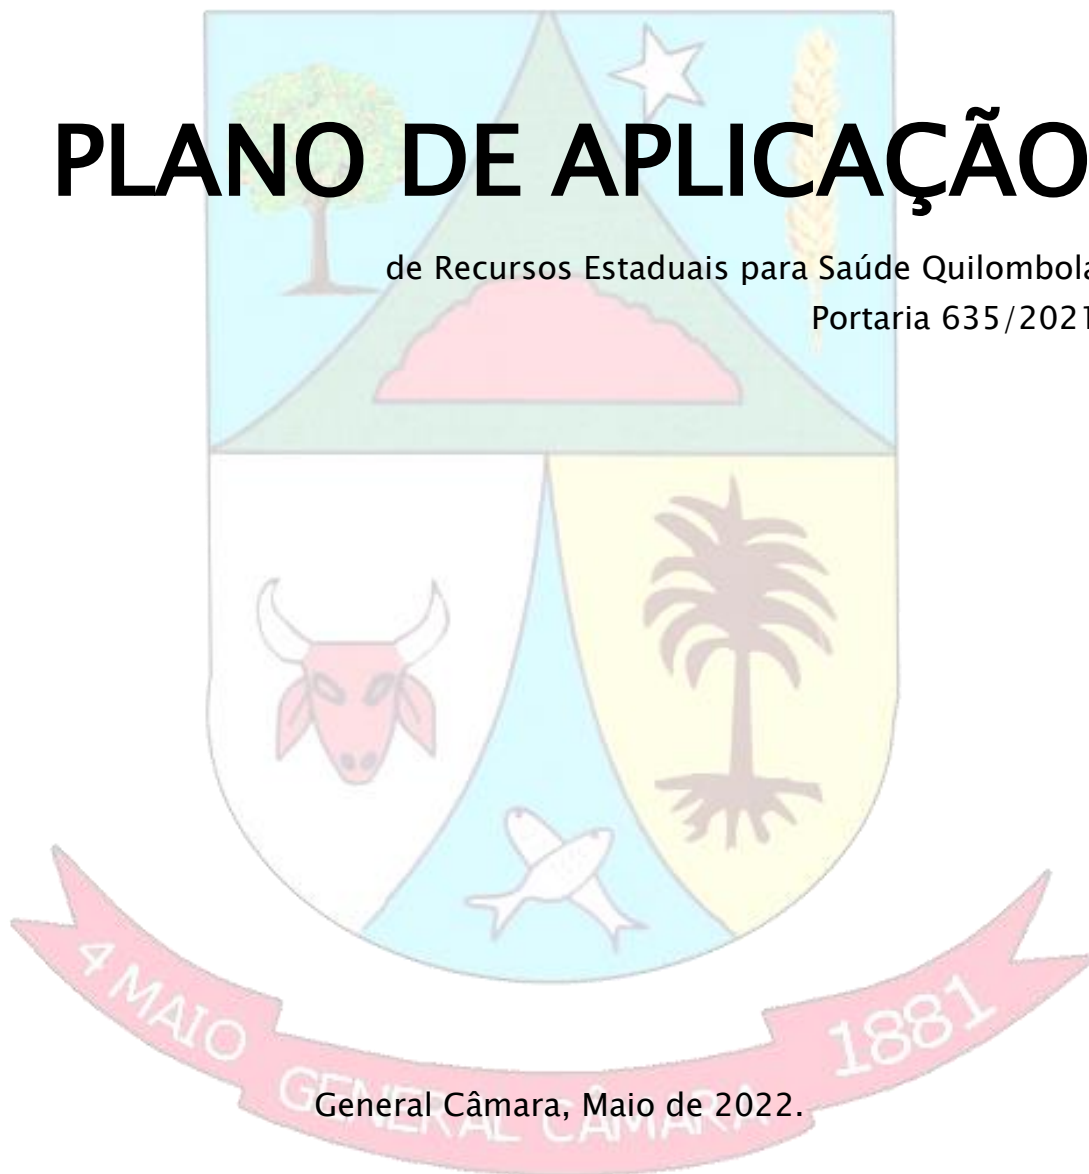 PLANO DE APLICAÇÃO
de Recursos Estaduais para Saúde Quilombola
Portaria 635/2021
4 MAIO
1881
GENERAL CÂMARA
General Câmara, Maio de 2022.